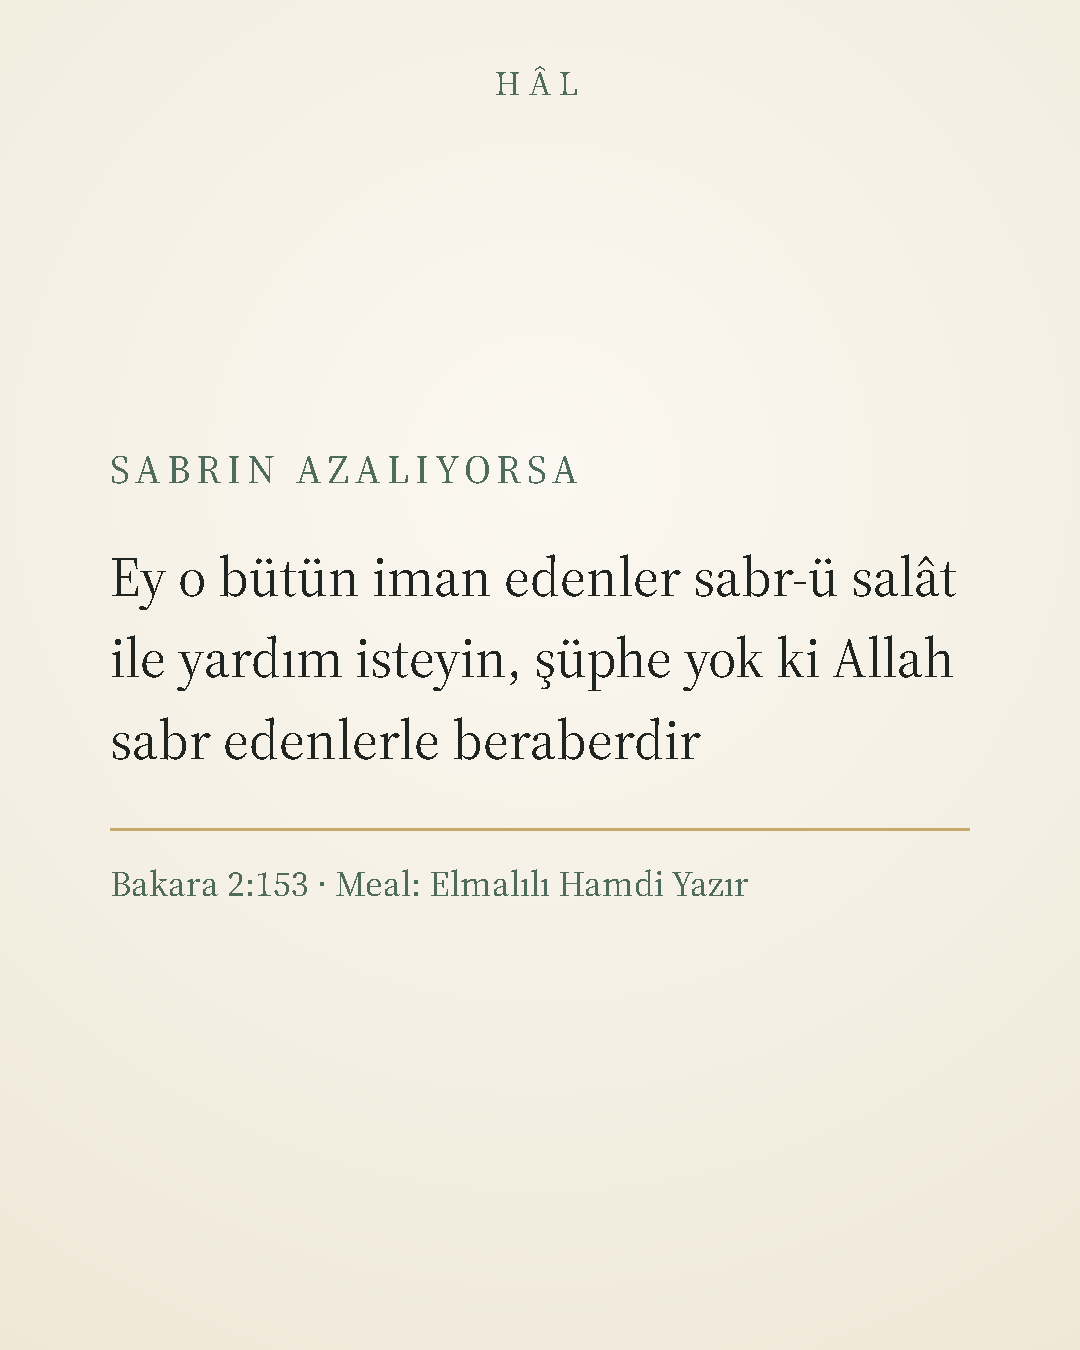 HÂL
SABRIN AZALIYORSA
Ey o bütün iman edenler sabr-ü salât
ile yardım isteyin, şüphe yok ki Allah
sabr edenlerle beraberdir
Bakara 2:153 · Meal: Elmalılı Hamdi Yazır